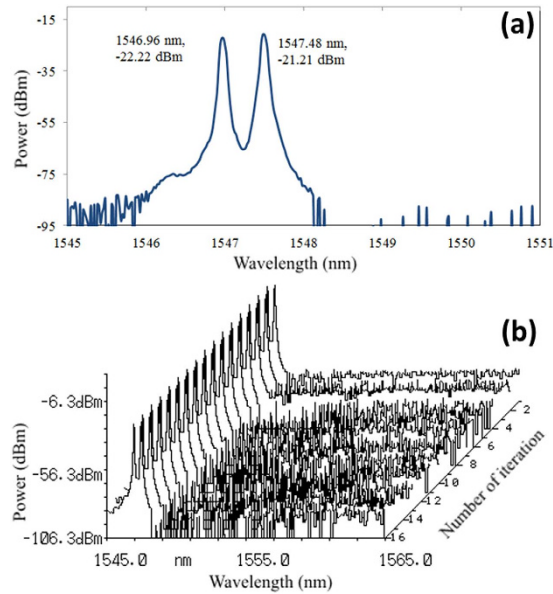 (a)
-15
-35
-55
-75
-95
Power (dBm)
1546.96 nm,
-22.22 dBm
1547.48 nm,
-21.21 dBm
1545 1546 1547 1548 1549 1550 1551
Wavelength (nm)
(b)
-6.3dBm
-56.3dBm
-106.3dBm
Power (dBm)
2
4
6
8
10
12
14
16
Number of iteration
1545.0 nm 1555.0 1565.0
Wavelength (nm)